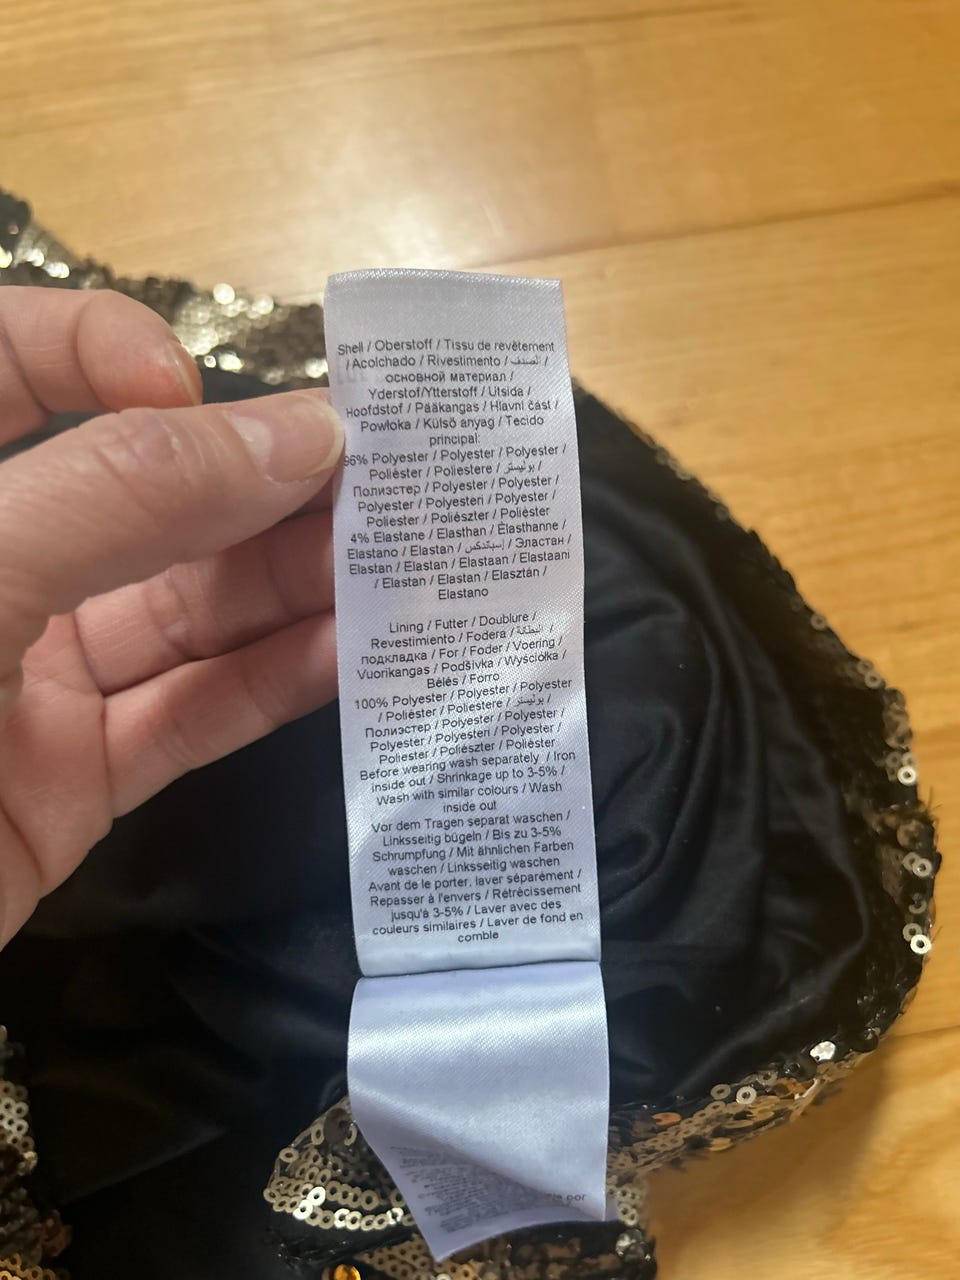 Shell / Oberstoff / Tissu de revêtement
/ Acolchado / Rivestimento / الصدف /
основной материал /
Yderstof/Ytterstoff / Utsida /
Hoofdstof / Pääkangas / Hlavní část /
Powłoka / Külső anyag / Tecido
principal:
96% Polyester / Polyester / Polyester /
Poliéster / Poliestere / بوليستر /
Полиэстер / Polyester / Polyester /
Polyester / Polyesteri / Polyester /
Poliester / Poliészter / Poliéster
4% Elastane / Elasthan / Élasthanne /
Elastano / Elastan / إسباندكس / Эластан /
Elastan / Elastan / Elastaan / Elastaani
/ Elastan / Elastan / Elasztán /
Elastano
Lining / Futter / Doublure /
Revestimiento / Fodera / البطانة /
подкладка / For / Foder / Voering /
Vuorikangas / Podšívka / Wyściółka /
Bélés / Forro
100% Polyester / Polyester / Polyester
/ Poliéster / Poliestere / بوليستر /
Полиэстер / Polyester / Polyester /
Polyester / Polyesteri / Polyester /
Poliester / Poliészter / Poliéster
Before wearing wash separately / Iron
inside out / Shrinkage up to 3-5% /
Wash with similar colours / Wash
inside out
Vor dem Tragen separat waschen /
Linksseitig bügeln / Bis zu 3-5%
Schrumpfung / Mit ähnlichen Farben
waschen / Linksseitig waschen
Avant de le porter, laver séparément /
Repasser à l'envers / Rétrécissement
jusqu'à 3-5% / Laver avec des
couleurs similaires / Laver de fond en
comble